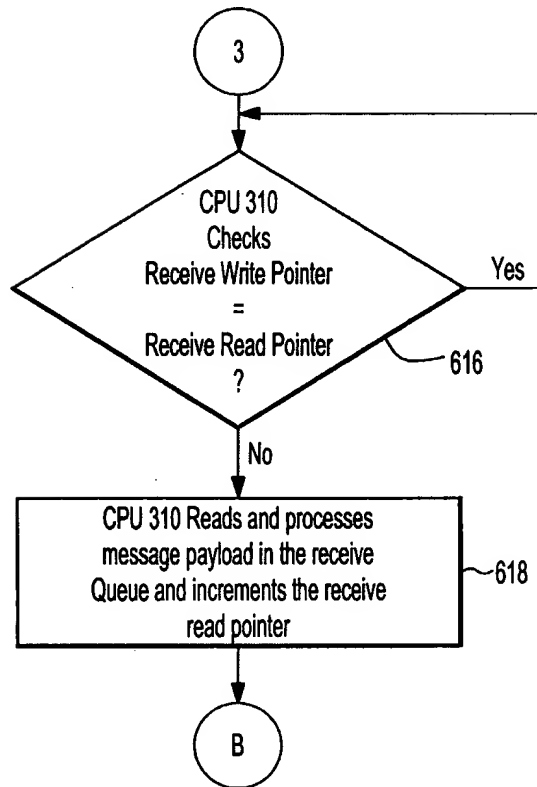 3
CPU 310
Checks
Receive Write Pointer
=
Receive Read Pointer
?
Yes
616
No
CPU 310 Reads and processes
message payload in the receive
Queue and increments the receive
read pointer
618
B